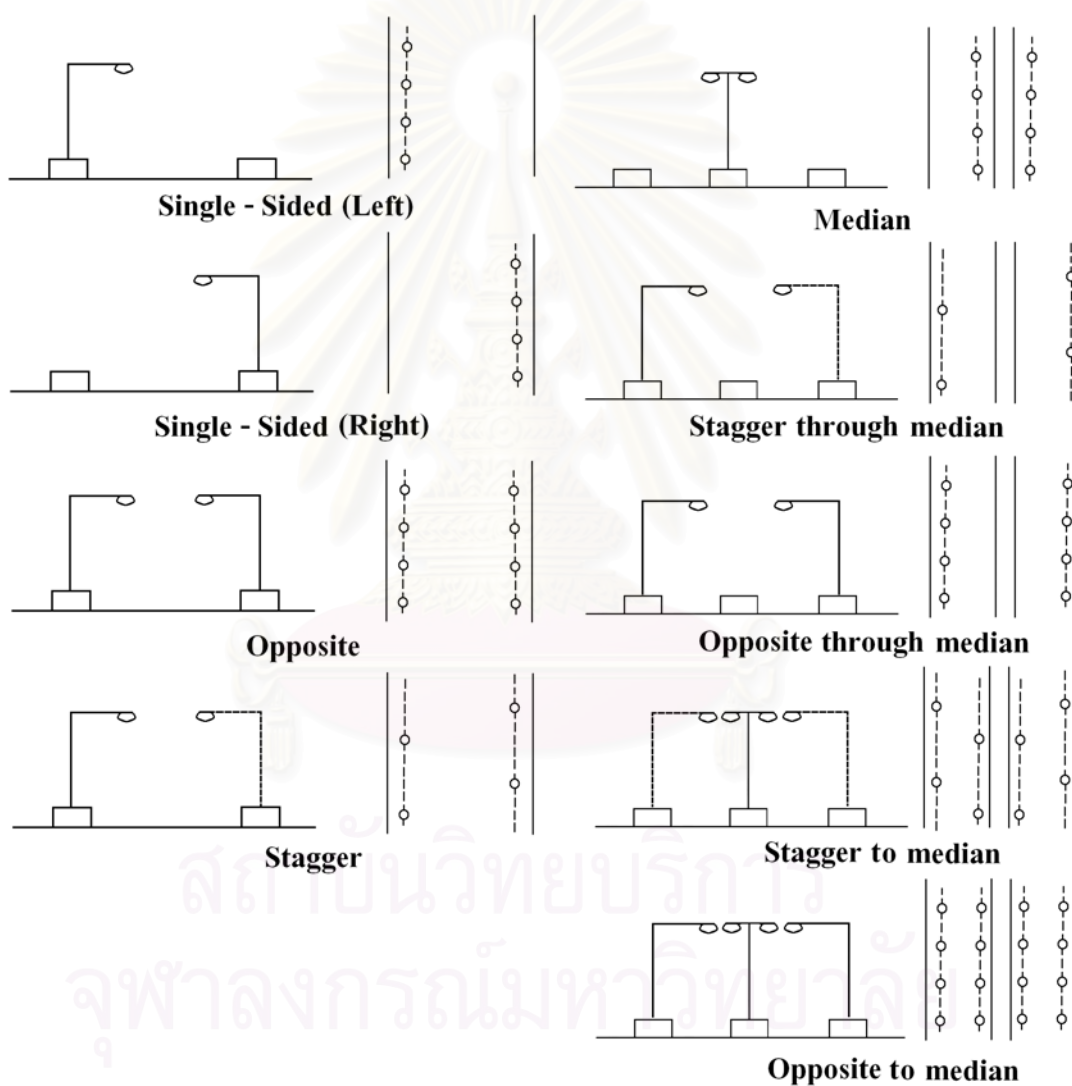 Single - Sided (Left)
Median
Single - Sided (Right)
Stagger through median
Opposite
Opposite through median
Stagger
Stagger to median
Opposite to median
สถาบันวิทยบริการ
จุฬาลงกรณ์มหาวิทยาลัย